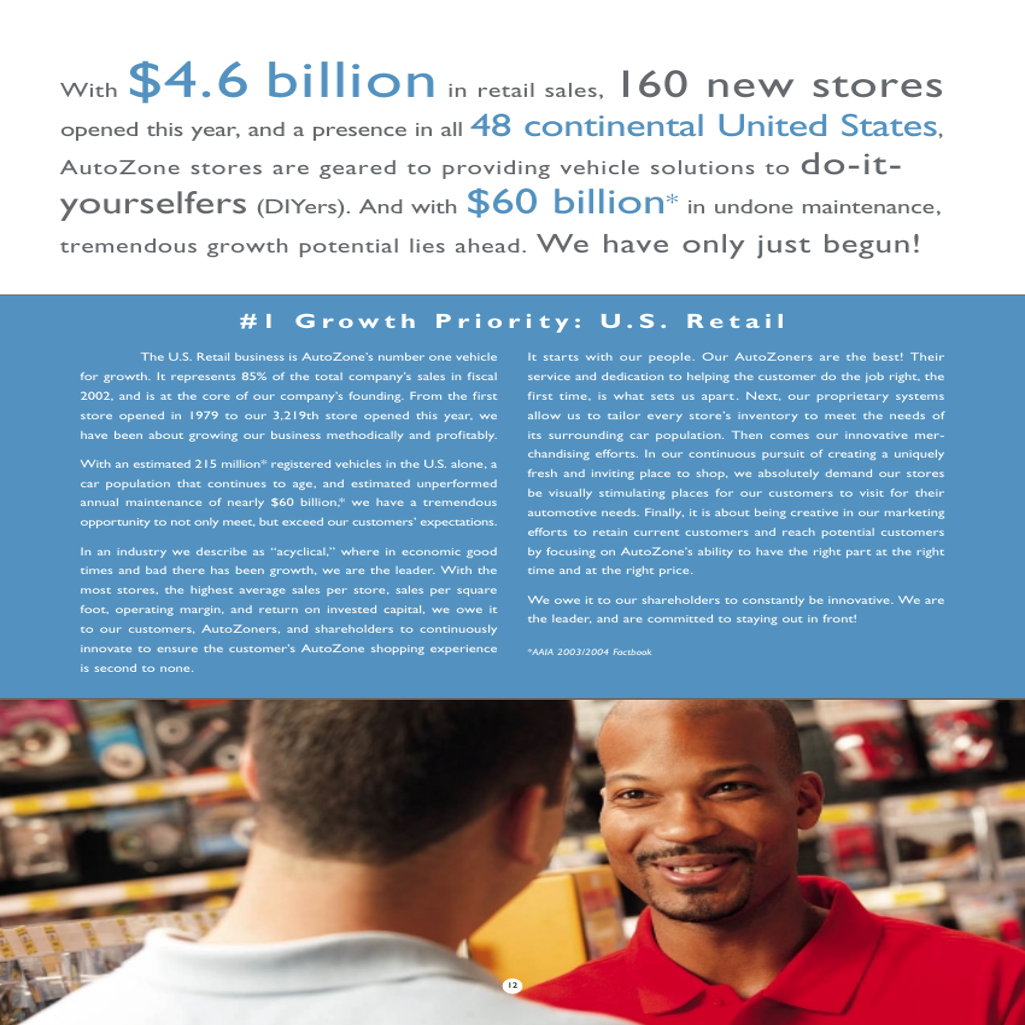 With $4.6 billion in retail sales, 160 new stores
opened this year, and a presence in all 48 continental United States,
AutoZone stores are geared to providing vehicle solutions to do-it-
yourselfers (DIYers). And with $60 billion* in undone maintenance,
tremendous growth potential lies ahead. We have only just begun!
#1 Growth Priority: U.S. Retail
The U.S. Retail business is AutoZone's number one vehicle
for growth. It represents 85% of the total company's sales in fiscal
2002, and is at the core of our company's founding. From the first
store opened in 1979 to our 3,219th store opened this year, we
have been about growing our business methodically and profitably.
With an estimated 215 million* registered vehicles in the U.S. alone, a
car population that continues to age, and estimated unperformed
annual maintenance of nearly $60 billion,* we have a tremendous
opportunity to not only meet, but exceed our customers' expectations.
In an industry we describe as "acyclical," where in economic good
times and bad there has been growth, we are the leader. With the
most stores, the highest average sales per store, sales per square
foot, operating margin, and return on invested capital, we owe it
to our customers, AutoZoners, and shareholders to continuously
innovate to ensure the customer's AutoZone shopping experience
is second to none.
It starts with our people. Our AutoZoners are the best! Their
service and dedication to helping the customer do the job right, the
first time, is what sets us apart. Next, our proprietary systems
allow us to tailor every store's inventory to meet the needs of
its surrounding car population. Then comes our innovative mer-
chandising efforts. In our continuous pursuit of creating a uniquely
fresh and inviting place to shop, we absolutely demand our stores
be visually stimulating places for our customers to visit for their
automotive needs. Finally, it is about being creative in our marketing
efforts to retain current customers and reach potential customers
by focusing on AutoZone's ability to have the right part at the right
time and at the right price.
We owe it to our shareholders to constantly be innovative. We are
the leader, and are committed to staying out in front!
*AAIA 2003/2004 Factbook
12